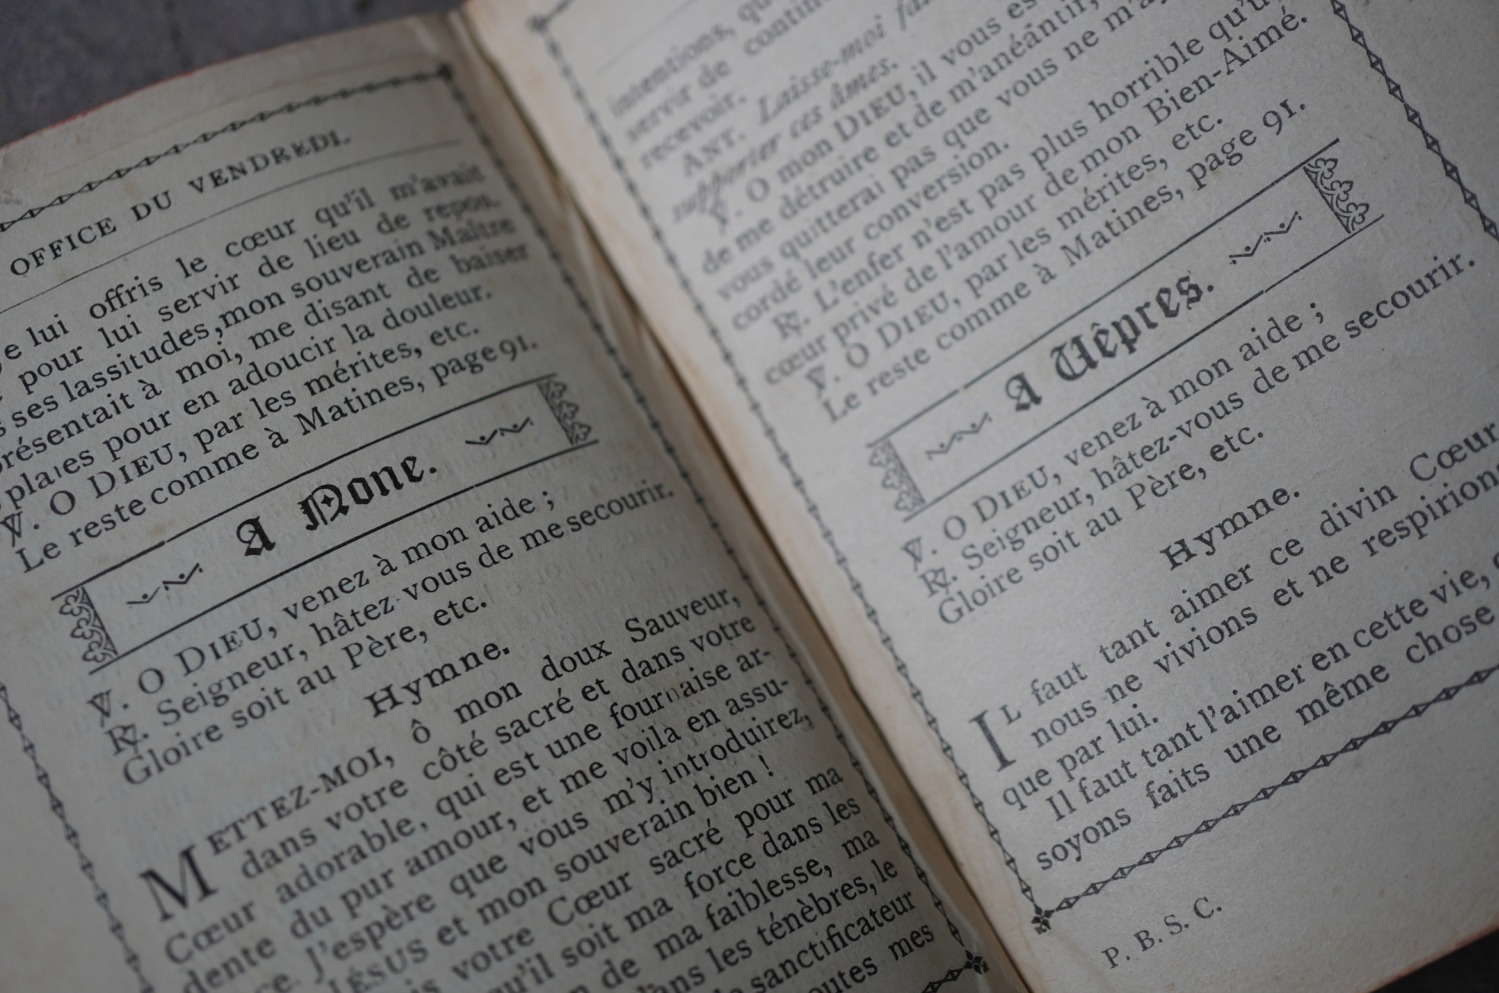 OFFICE DU VENDREDI.
e lui offris le cœur qu'il m'avait
pour lui servir de lieu de repos.
ses lassitudes, mon souverain Maître
présentait à moi, me disant de baiser
plaies pour en adoucir la douleur.
℣. O DIEU, par les mérites, etc.
Le reste comme à Matines, page 91.
A None.
℣. O DIEU, venez à mon aide ;
℟. Seigneur, hâtez-vous de me secourir.
Gloire soit au Père, etc.
Hymne.
METTEZ-MOI, ô mon doux Sauveur,
dans votre côté sacré et dans votre
Cœur adorable, qui est une fournaise ar-
dente du pur amour, et me voila en assu-
ce. J'espère que vous m'y introduirez,
JÉSUS et mon souverain bien !
is votre Cœur sacré pour ma
qu'il soit ma force dans les
n de ma faiblesse, ma
dans les ténèbres, le
le sanctificateur
outes mes
intentions,
servir de contin
recevoir.
ANT. Laisse-moi
supporter ces âmes.
℣. O mon DIEU, il vous es
de me détruire et de m'anéantir,
vous quitterai pas que vous ne m'a
cordé leur conversion.
℟. L'enfer n'est pas plus horrible qu'u
cœur privé de l'amour de mon Bien-Aimé.
℣. O DIEU, par les mérites, etc.
Le reste comme à Matines, page 91.
A Vêpres.
℣. O DIEU, venez à mon aide ;
℟. Seigneur, hâtez-vous de me secourir.
Gloire soit au Père, etc.
Hymne.
IL faut tant aimer ce divin Cœur
nous ne vivions et ne respirion
que par lui.
Il faut tant l'aimer en cette vie,
soyons faits une même chose
P. B. S. C.